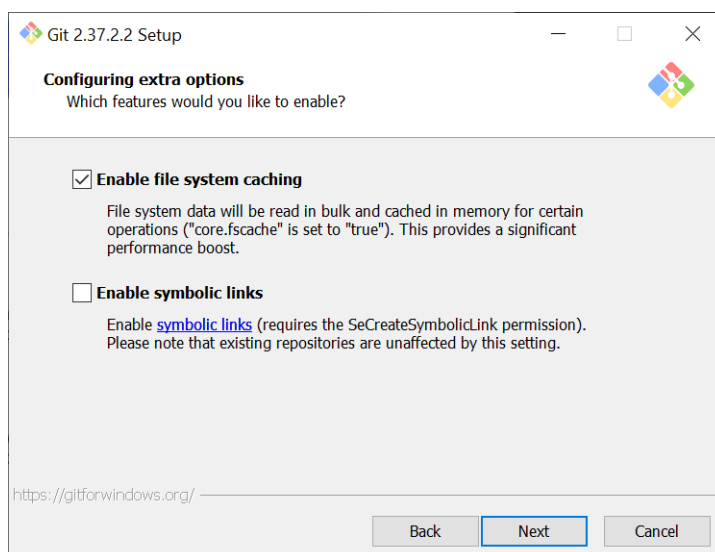 Git 2.37.2.2 Setup
Configuring extra options
Which features would you like to enable?
Enable file system caching
File system data will be read in bulk and cached in memory for certain
operations ("core.fscache" is set to "true"). This provides a significant
performance boost.
Enable symbolic links
Enable symbolic links (requires the SeCreateSymbolicLink permission).
Please note that existing repositories are unaffected by this setting.
https://gitforwindows.org/
Back Next Cancel